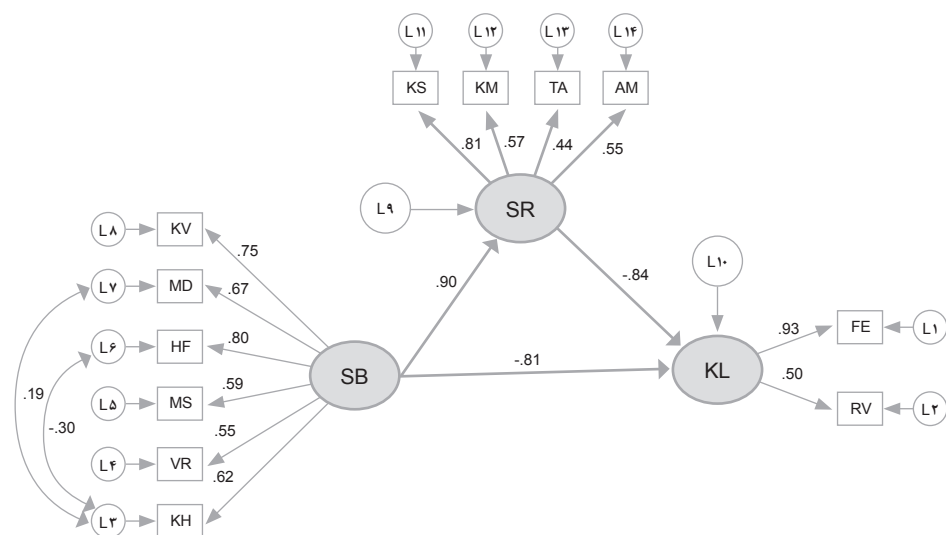 L۱۱
L۱۲
L۱۳
L۱۴
KS
KM
TA
AM
.81
.57
.44
.55
L۹
SR
L۸
KV
.75
L۷
MD
.67
.90
-.84
L۱۰
L۶
HF
.80
.93
FE
L۱
SB
-.81
KL
.19
L۵
MS
.59
.50
RV
L۲
-.30
.55
L۴
VR
.62
L۳
KH